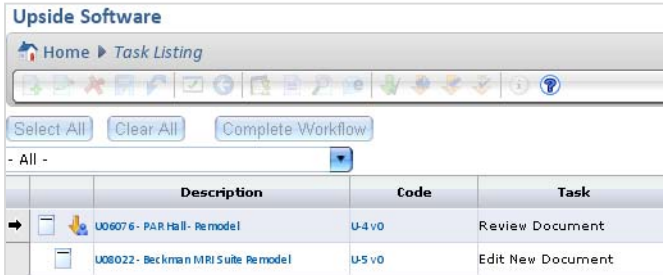 Upside Software
Home ▶ Task Listing
Select All Clear All Complete Workflow
- All -
Description Code Task
U06076 - PAR Hall - Remodel U-4 v0 Review Document
U08022 - Beckman MRI Suite Remodel U-5 v0 Edit New Document